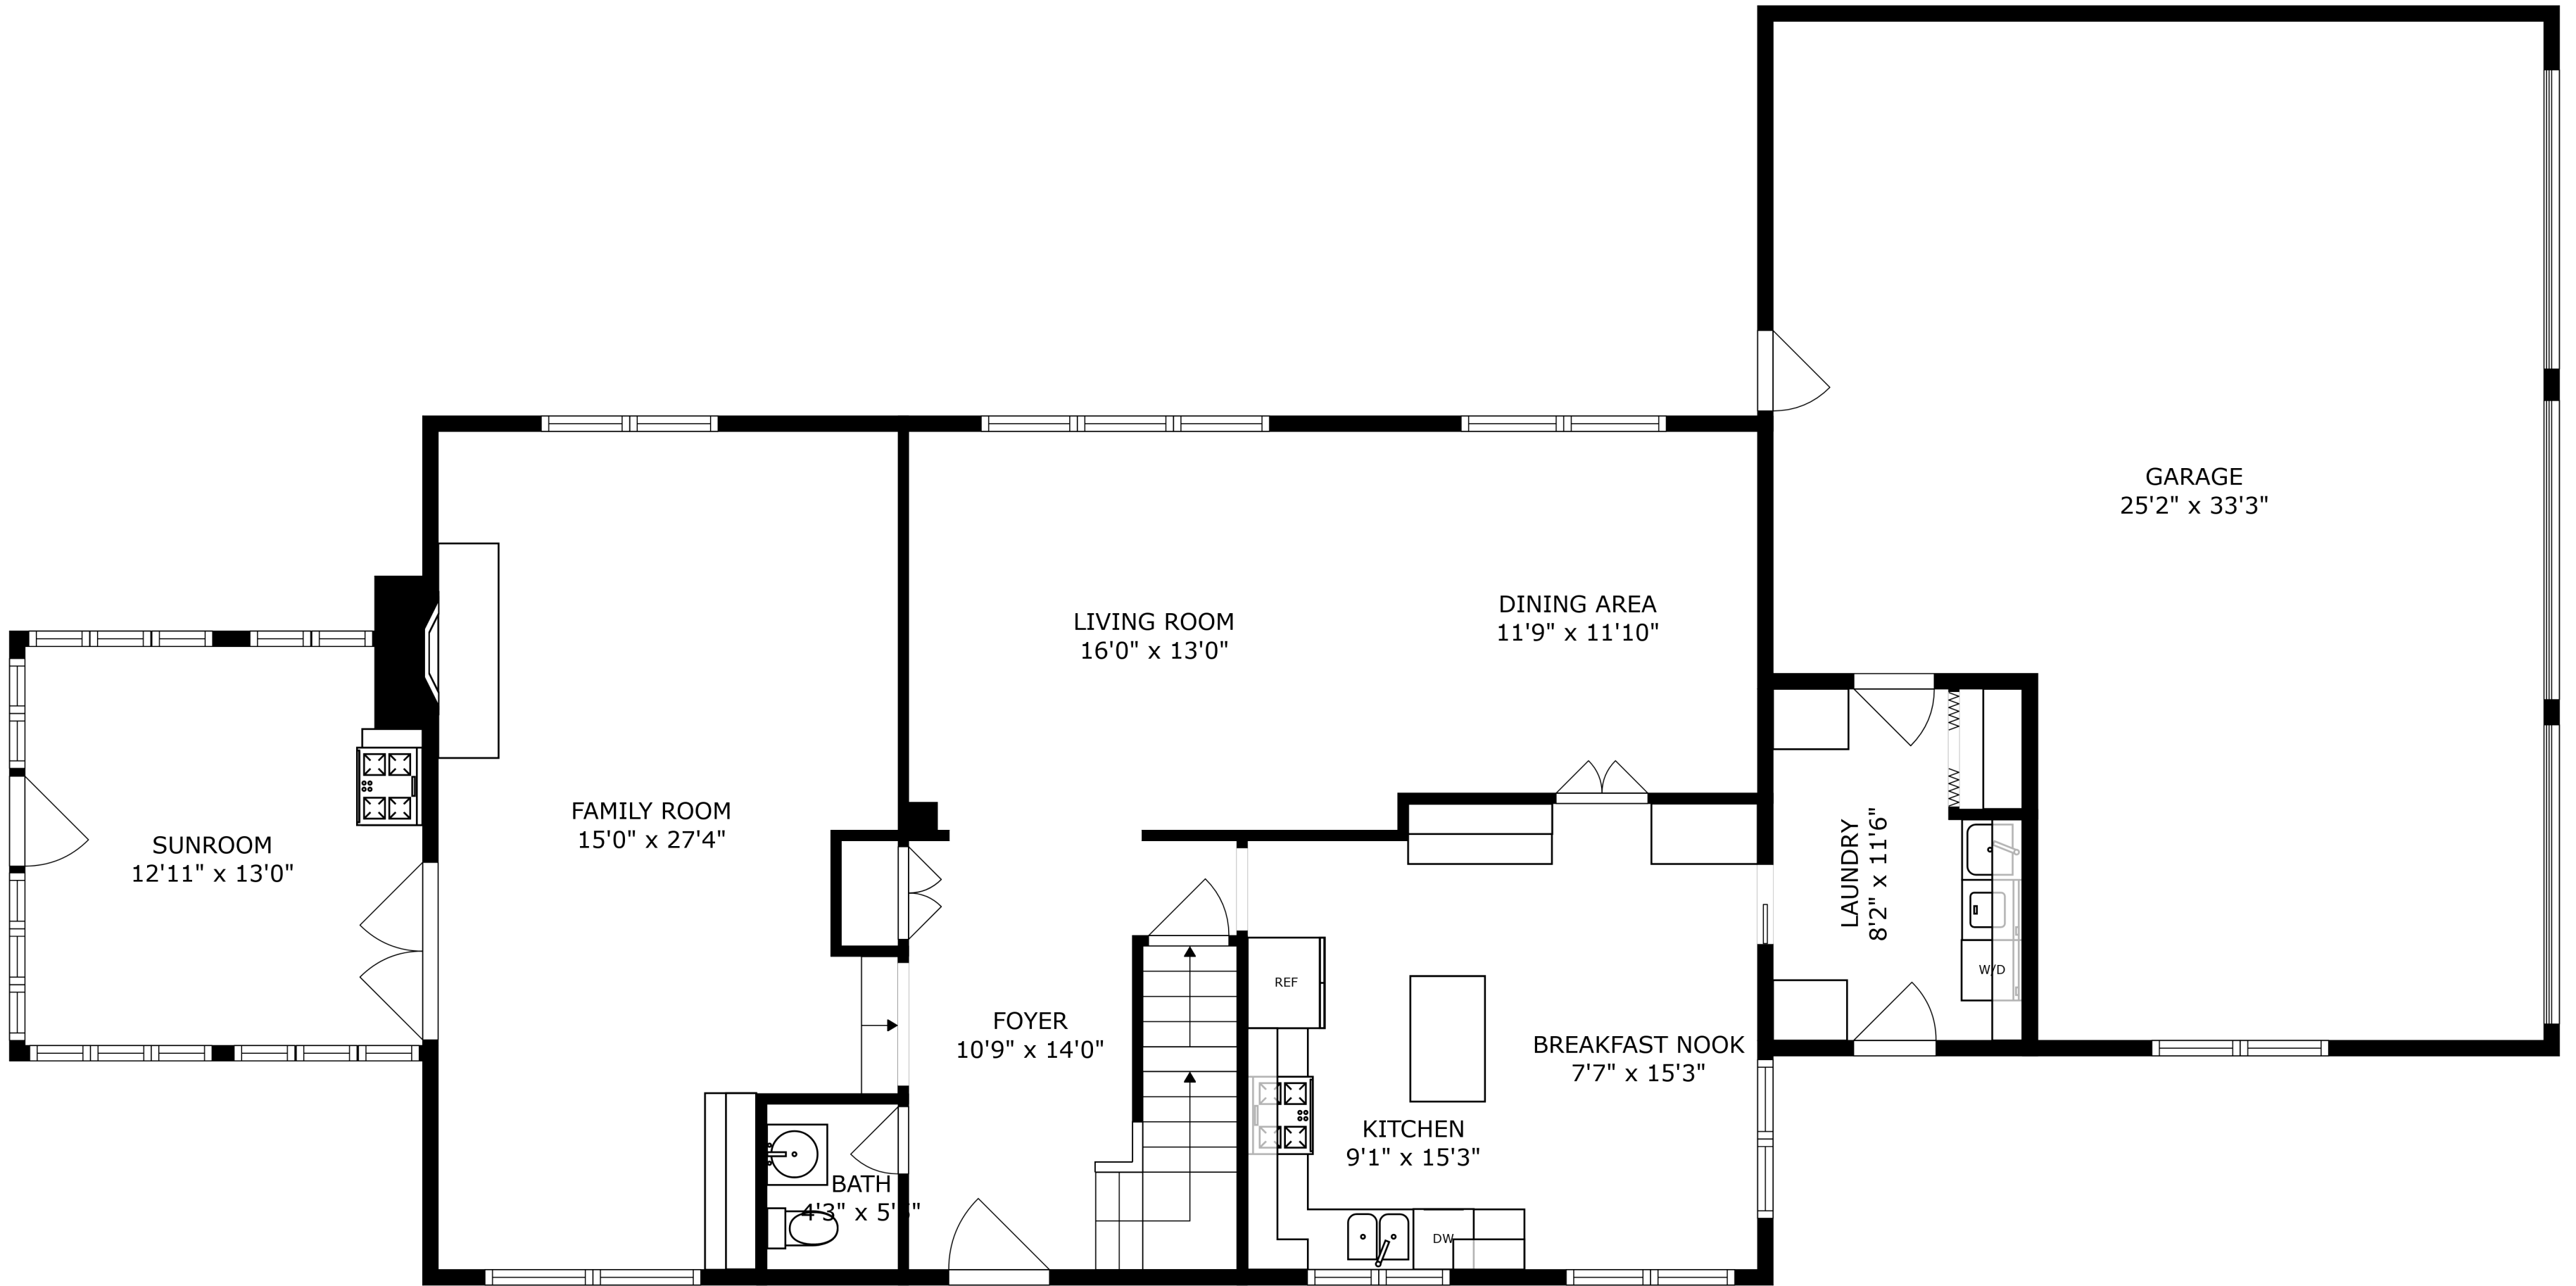 GARAGE
25'2" x 33'3"
DINING AREA
11'9" x 11'10"
LIVING ROOM
16'0" x 13'0"
FAMILY ROOM
15'0" x 27'4"
SUNROOM
12'11" x 13'0"
LAUNDRY
8'2" x 11'6"
W/D
REF
FOYER
10'9" x 14'0"
BREAKFAST NOOK
7'7" x 15'3"
KITCHEN
9'1" x 15'3"
BATH
4'3" x
DW